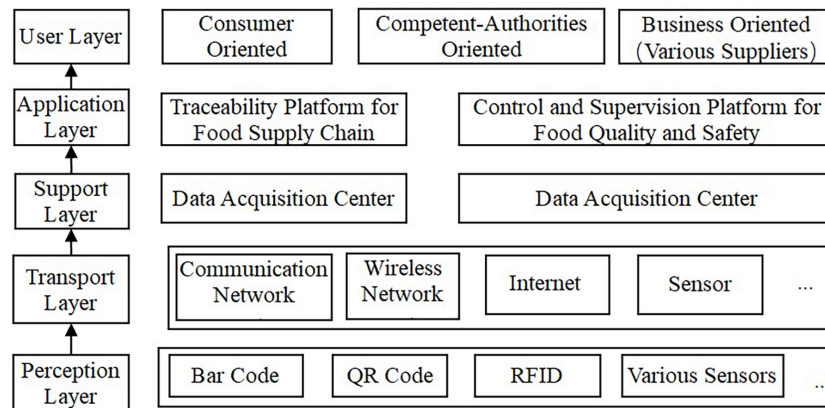 User Layer
Consumer
Oriented
Competent-Authorities
Oriented
Business Oriented
(Various Suppliers)
Application
Layer
Traceability Platform for
Food Supply Chain
Control and Supervision Platform for
Food Quality and Safety
Support
Layer
Data Acquisition Center
Data Acquisition Center
Transport
Layer
Communication
Network
Wireless
Network
Internet
Sensor
...
Perception
Layer
Bar Code
QR Code
RFID
Various Sensors
...